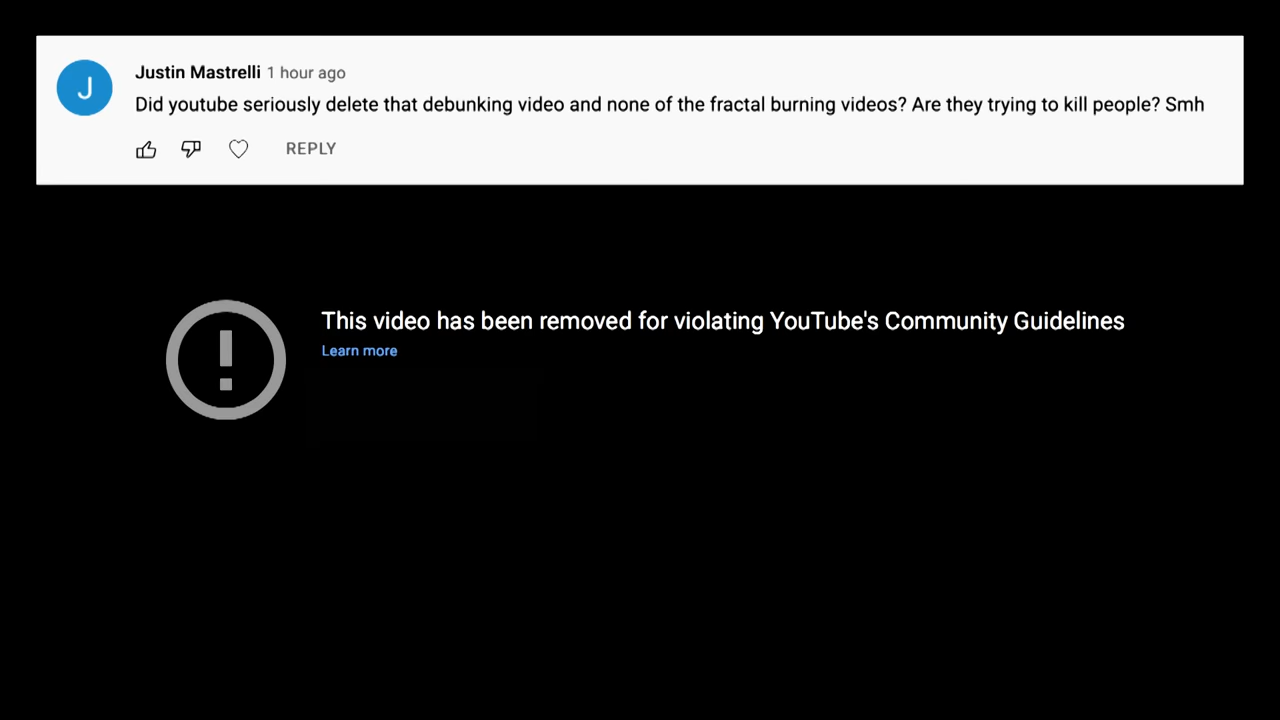 J
Justin Mastrelli 1 hour ago
Did youtube seriously delete that debunking video and none of the fractal burning videos? Are they trying to kill people? Smh
REPLY
This video has been removed for violating YouTube's Community Guidelines
Learn more